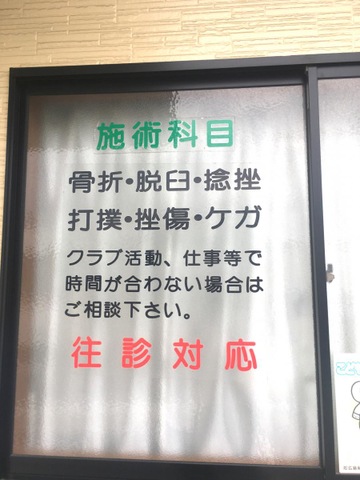 施術科目
骨折・脱臼・捻挫
打撲・挫傷・ケガ
クラブ活動、仕事等で
時間が合わない場合は
ご相談下さい。
往診対応